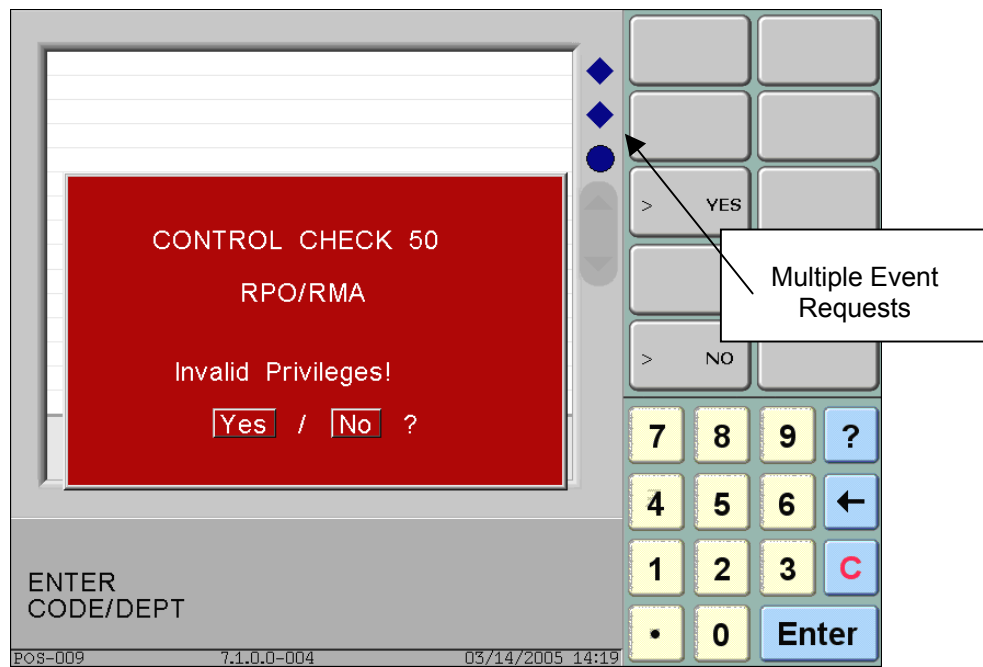 CONTROL CHECK 50
RPO/RMA
Invalid Privileges!
Yes / No ?
ENTER
CODE/DEPT
POS-009 7.1.0.0-004 03/14/2005 14:19
> YES
> NO
Multiple Event
Requests
7 8 9 ?
4 5 6 ←
1 2 3 C
• 0 Enter